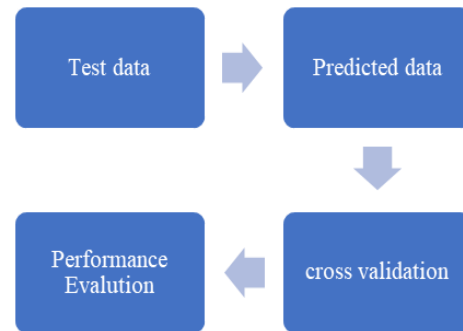 Test data
Predicted data
Performance
Evalution
cross validation